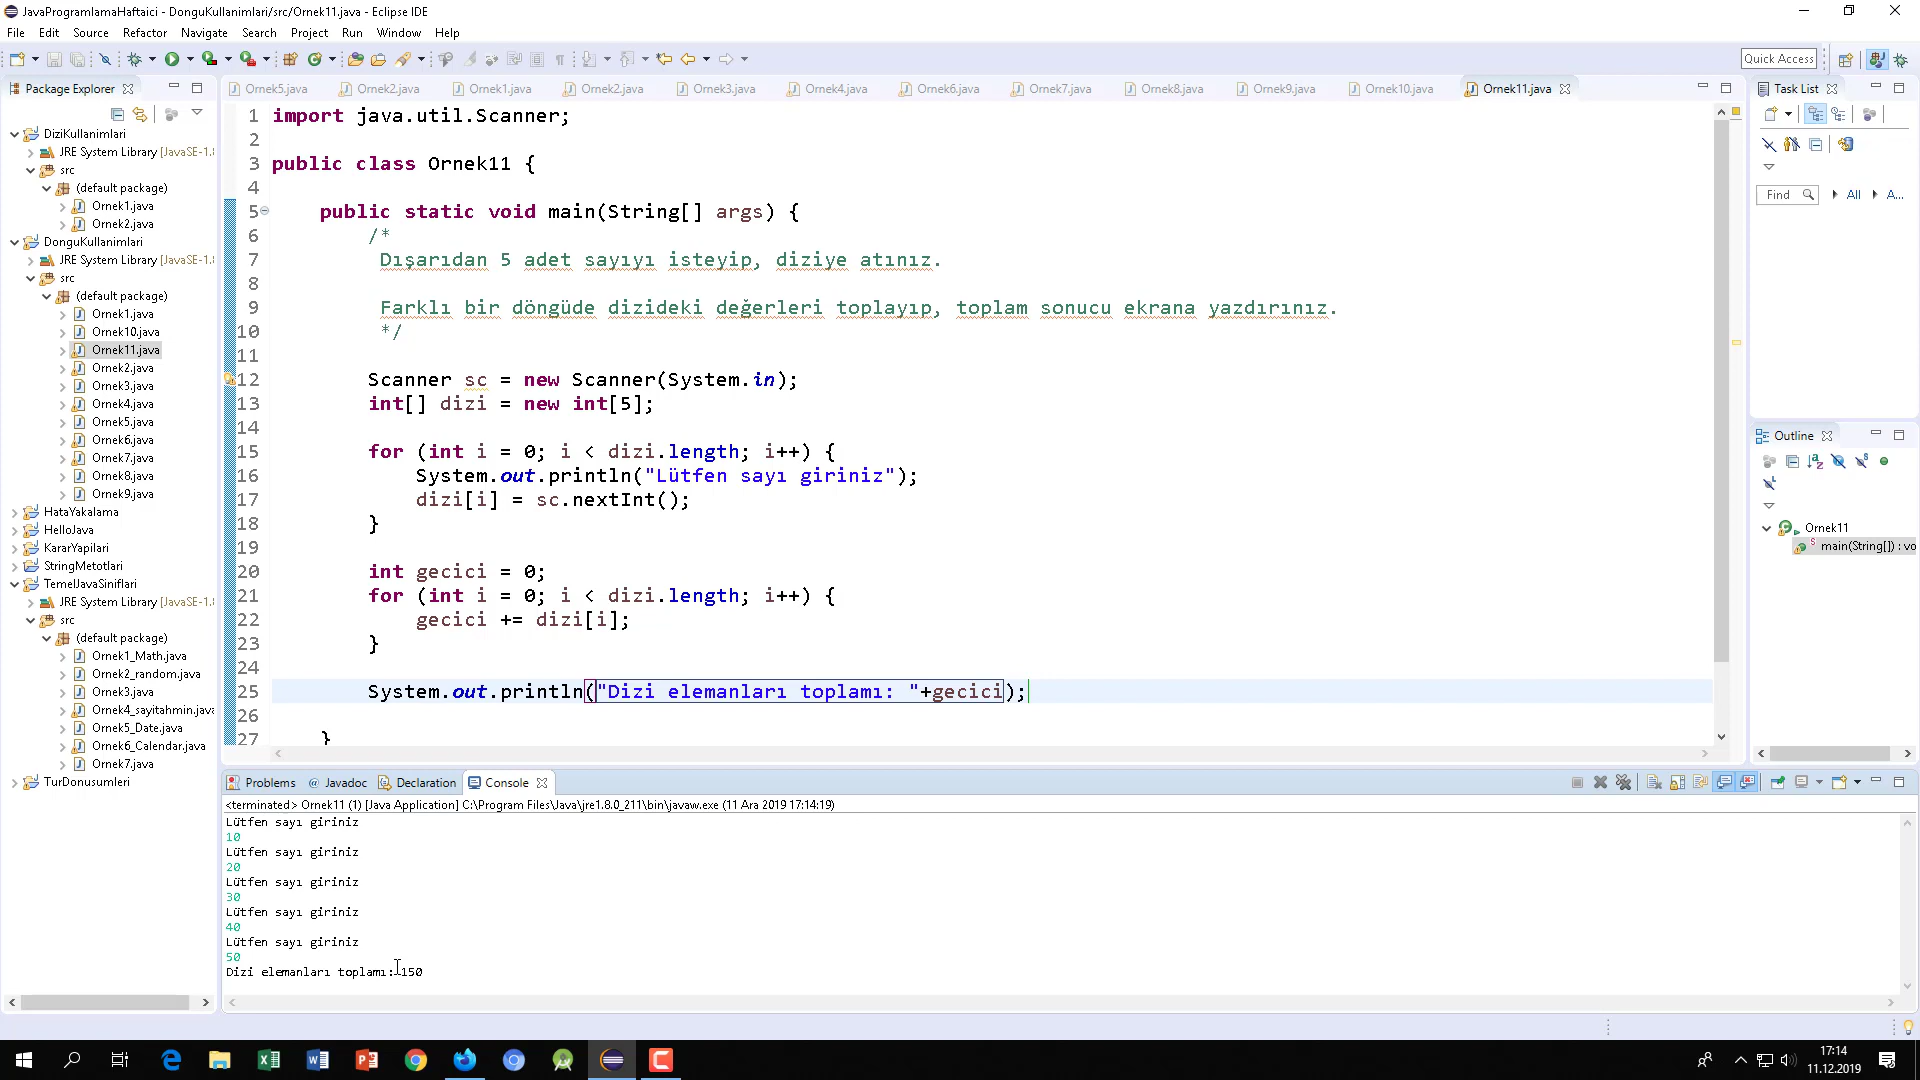 JavaProgramlamaHaftaici - DonguKullanimlari/src/Ornek11.java - Eclipse IDE
File Edit Source Refactor Navigate Search Project Run Window Help
Quick Access
Package Explorer
DiziKullanimlari
JRE System Library [JavaSE-1.8
src
(default package)
Ornek1.java
Ornek2.java
DonguKullanimlari
JRE System Library [JavaSE-1.8
src
(default package)
Ornek1.java
Ornek10.java
Ornek11.java
Ornek2.java
Ornek3.java
Ornek4.java
Ornek5.java
Ornek6.java
Ornek7.java
Ornek8.java
Ornek9.java
HataYakalama
HelloJava
KararYapilari
StringMetotlari
TemelJavaSiniflari
JRE System Library [JavaSE-1.8
src
(default package)
Ornek1_Math.java
Ornek2_random.java
Ornek3.java
Ornek4_sayitahmin.java
Ornek5_Date.java
Ornek6_Calendar.java
Ornek7.java
TurDonusumleri
Ornek5.java Ornek2.java Ornek1.java Ornek2.java Ornek3.java Ornek4.java Ornek6.java Ornek7.java Ornek8.java Ornek9.java Ornek10.java Ornek11.java
1 import java.util.Scanner;
2
3 public class Ornek11 {
4
5 public static void main(String[] args) {
6 /*
7 Dışarıdan 5 adet sayıyı isteyip, diziye atınız.
8
9 Farklı bir döngüde dizideki değerleri toplayıp, toplam sonucu ekrana yazdırınız.
10 */
11
12 Scanner sc = new Scanner(System.in);
13 int[] dizi = new int[5];
14
15 for (int i = 0; i < dizi.length; i++) {
16 System.out.println("Lütfen sayı giriniz");
17 dizi[i] = sc.nextInt();
18 }
19
20 int gecici = 0;
21 for (int i = 0; i < dizi.length; i++) {
22 gecici += dizi[i];
23 }
24
25 System.out.println("Dizi elemanları toplamı: "+gecici);
26
27 }
Task List
Find All A...
Outline
Ornek11
main(String[]) : vo
Problems @ Javadoc Declaration Console
<terminated> Ornek11 (1) [Java Application] C:\Program Files\Java\jre1.8.0_211\bin\javaw.exe (11 Ara 2019 17:14:19)
Lütfen sayı giriniz
10
Lütfen sayı giriniz
20
Lütfen sayı giriniz
30
Lütfen sayı giriniz
40
Lütfen sayı giriniz
50
Dizi elemanları toplamı: 150
17:14
11.12.2019